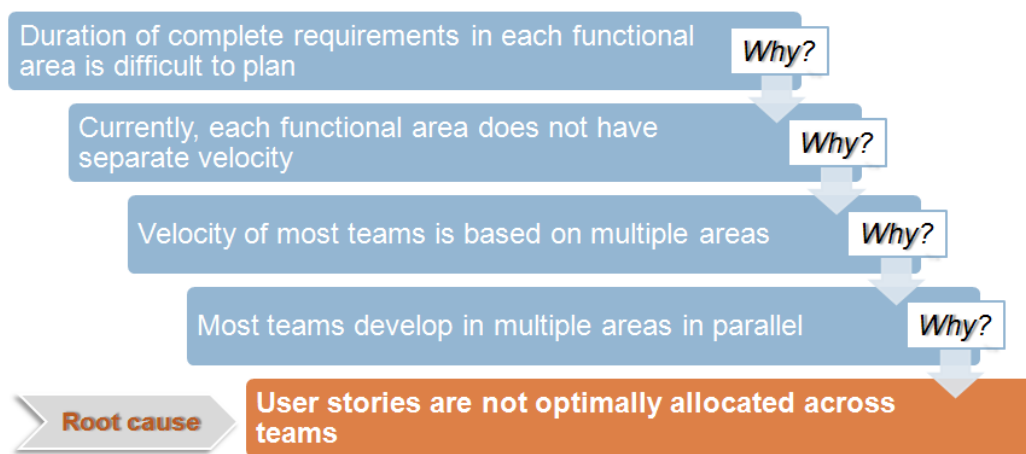 Duration of complete requirements in each functional
area is difficult to plan
Why?
Currently, each functional area does not have
separate velocity
Why?
Velocity of most teams is based on multiple areas
Why?
Most teams develop in multiple areas in parallel
Why?
Root cause
User stories are not optimally allocated across
teams